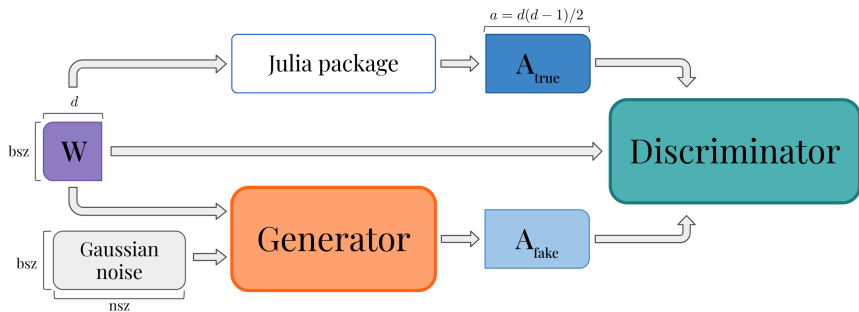 a = d(d − 1)/2
Julia package
A_true
d
bsz
W
Discriminator
Generator
A_fake
bsz
Gaussian
noise
nsz